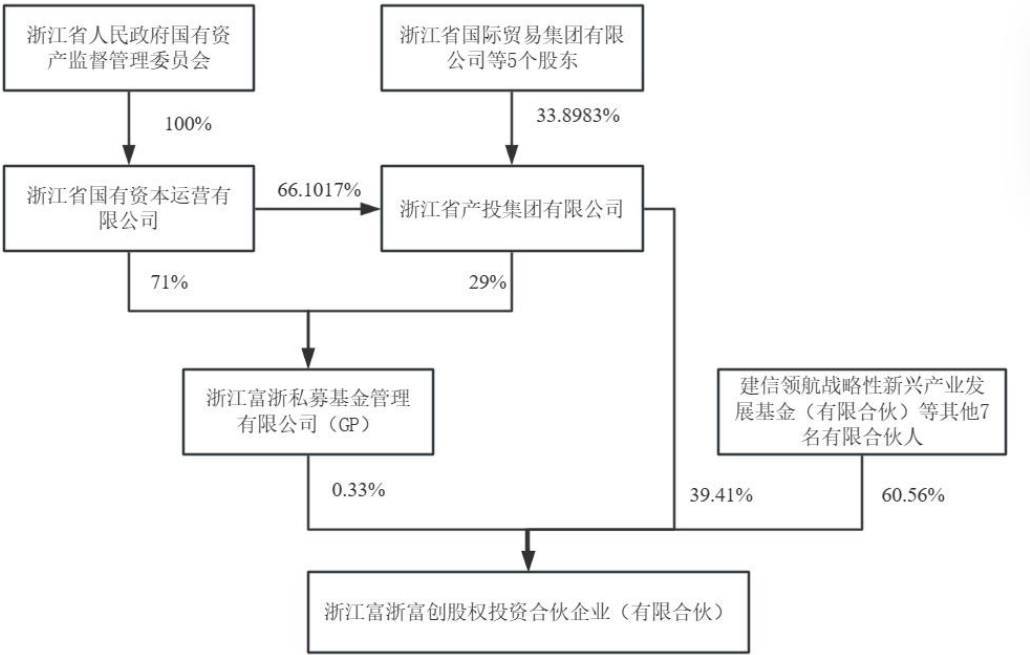 浙江省人民政府国有资
产监督管理委员会
浙江省国际贸易集团有限
公司等5个股东
100%
33.8983%
浙江省国有资本运营有
限公司
66.1017%
浙江省产投集团有限公司
71%
29%
浙江富浙私募基金管理
有限公司（GP）
建信领航战略性新兴产业发
展基金（有限合伙）等其他7
名有限合伙人
0.33%
39.41%
60.56%
浙江富浙富创股权投资合伙企业（有限合伙）